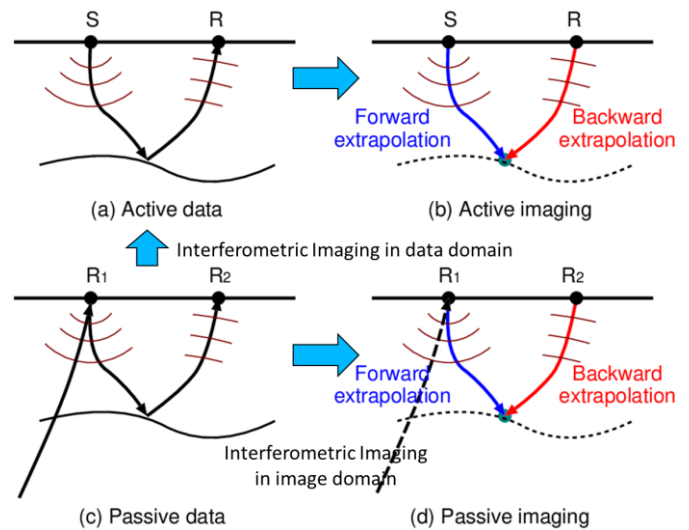 S R
S R
Forward
extrapolation
Backward
extrapolation
(a) Active data
(b) Active imaging
Interferometric Imaging in data domain
R1 R2
R1 R2
Forward
extrapolation
Backward
extrapolation
Interferometric Imaging
in image domain
(c) Passive data
(d) Passive imaging